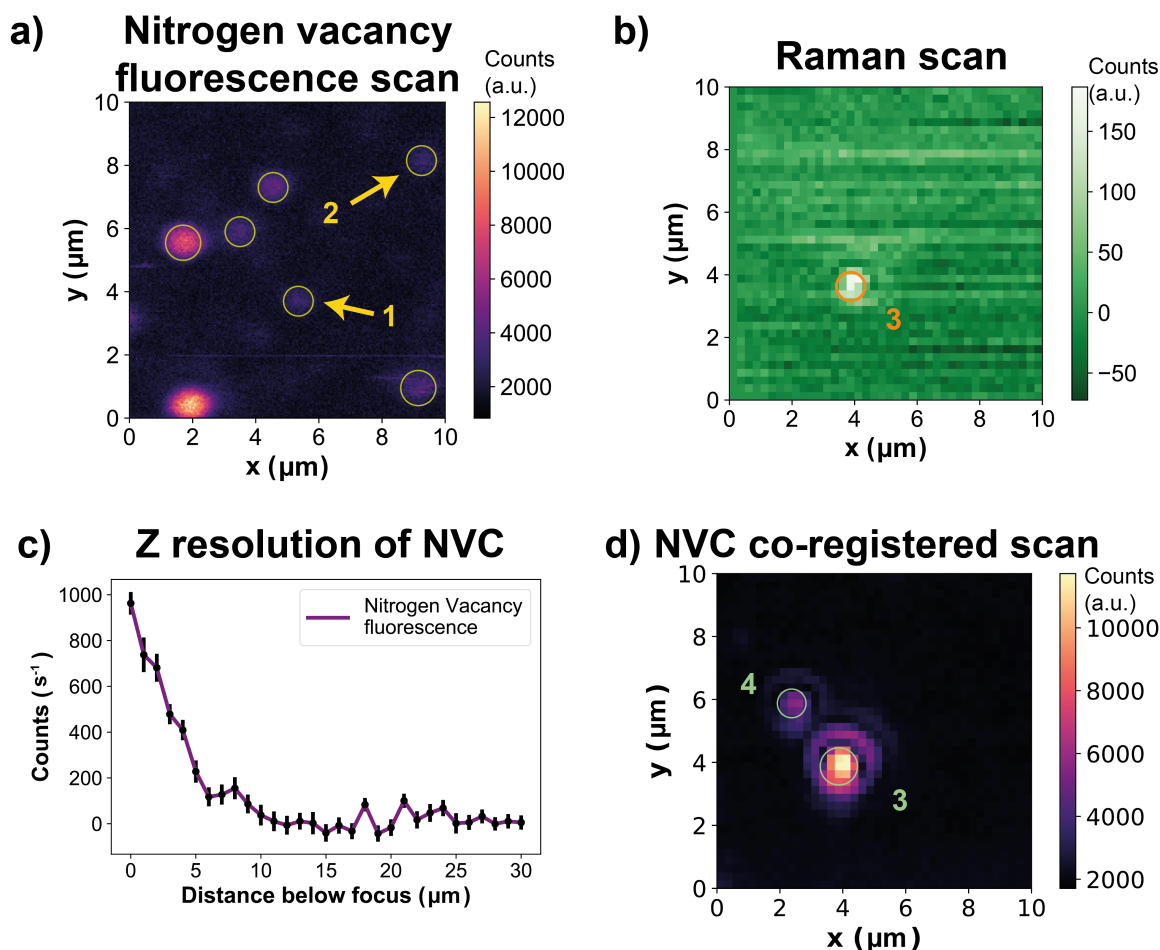 a)
Nitrogen vacancy
fluorescence scan
Counts
(a.u.)
12000
10000
8000
6000
4000
2000
10
8
6
4
2
0
y (µm)
2
1
0 2 4 6 8 10
x (µm)
b)
Raman scan
Counts
(a.u.)
150
100
50
0
−50
10
8
6
4
2
0
y (µm)
3
0 2 4 6 8 10
x (µm)
c)
Z resolution of NVC
1000
800
600
400
200
0
Counts (s⁻¹)
Nitrogen Vacancy
fluorescence
0 5 10 15 20 25 30
Distance below focus (µm)
d) NVC co-registered scan
Counts
(a.u.)
10000
8000
6000
4000
2000
10
8
6
4
2
0
y (µm)
4
3
0 2 4 6 8 10
x (µm)